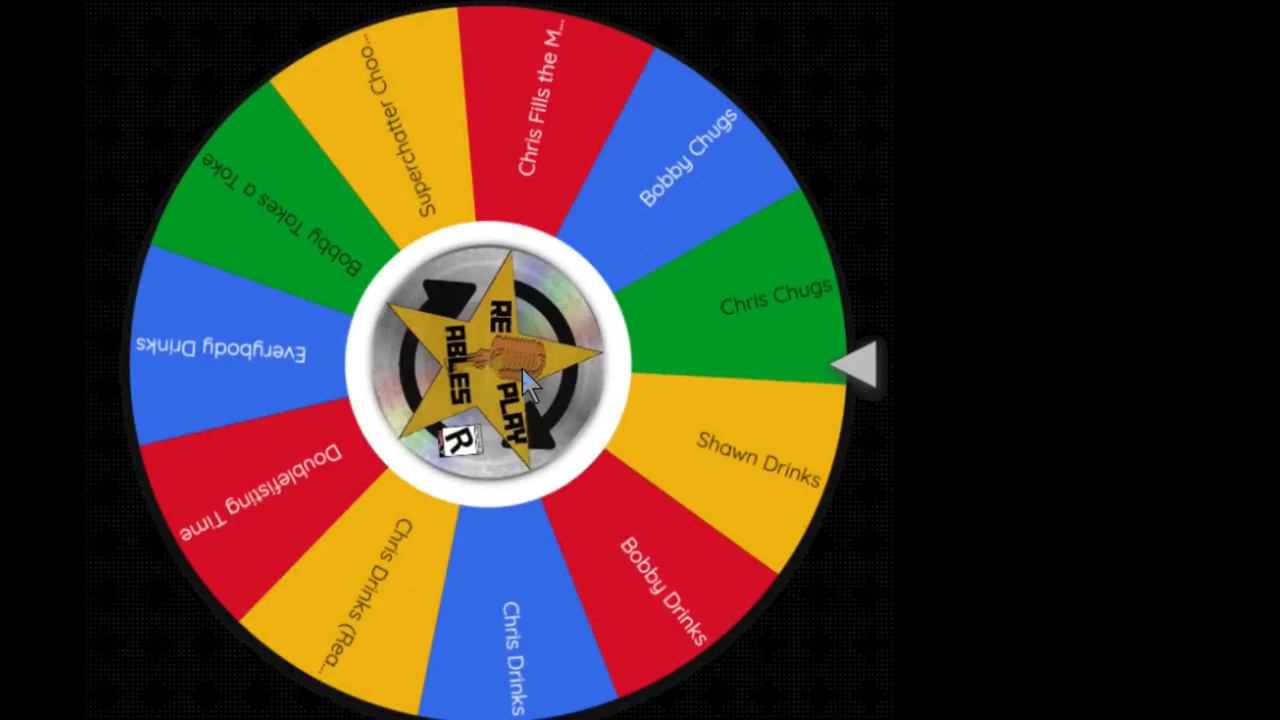 Chris Fills the M...
Bobby Chugs
Chris Chugs
Shawn Drinks
Bobby Drinks
Chris Drinks
Chris Drinks (Rea...
Doublefisting Time
Everybody Drinks
Bobby Takes a Toke
Superchatter Choo...
RE
PLAY
ABLES
R